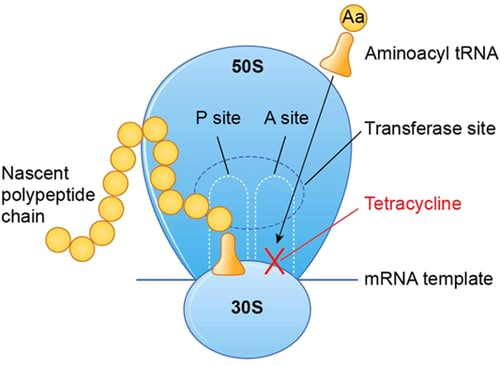 Aa
Aminoacyl tRNA
50S
P site
A site
Transferase site
Nascent
polypeptide
chain
Tetracycline
mRNA template
30S